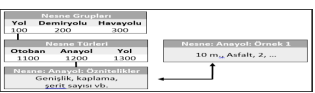 Nesne Grupları
Yol Demiryolu Havayolu
100 200 300
Nesne Türleri
Otoban Anayol Yol
1100 1200 1300
Nesne: Anayol: Öznitelikler
Genişlik, kaplama,
şerit sayısı vb.
Nesne: Anayol: Örnek 1
10 m., Asfalt, 2, ...